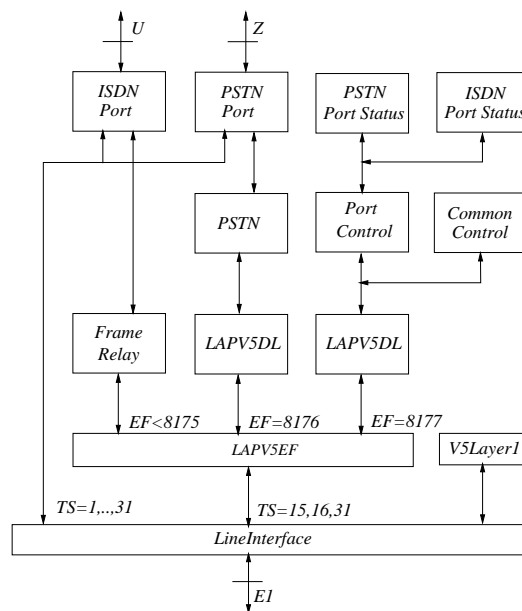 U
Z
ISDN
Port
PSTN
Port
PSTN
Port Status
ISDN
Port Status
PSTN
Port
Control
Common
Control
Frame
Relay
LAPV5DL
LAPV5DL
EF<8175
EF=8176
EF=8177
LAPV5EF
V5Layer1
TS=1,..,31
TS=15,16,31
LineInterface
E1